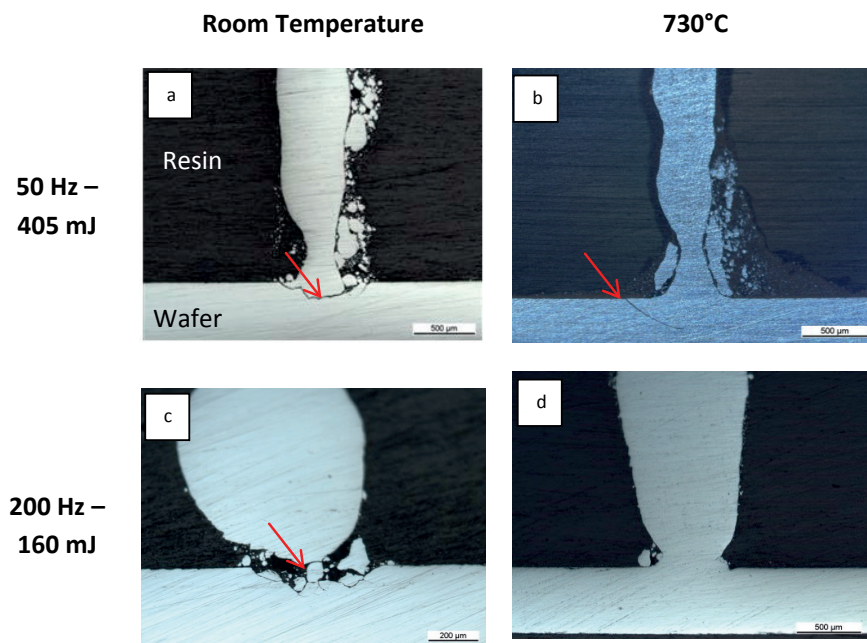 Room Temperature
730°C
50 Hz –
405 mJ
a
Resin
Wafer
500 µm
b
500 µm
200 Hz –
160 mJ
c
200 µm
d
500 µm